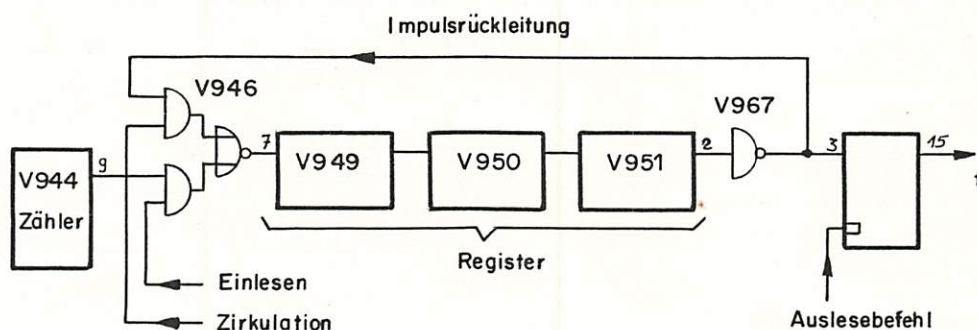 Impulsrückleitung
V946
V967
V944
Zähler
9
7
V949
V950
V951
2
3
15
Register
Einlesen
Zirkulation
Auslesebefehl